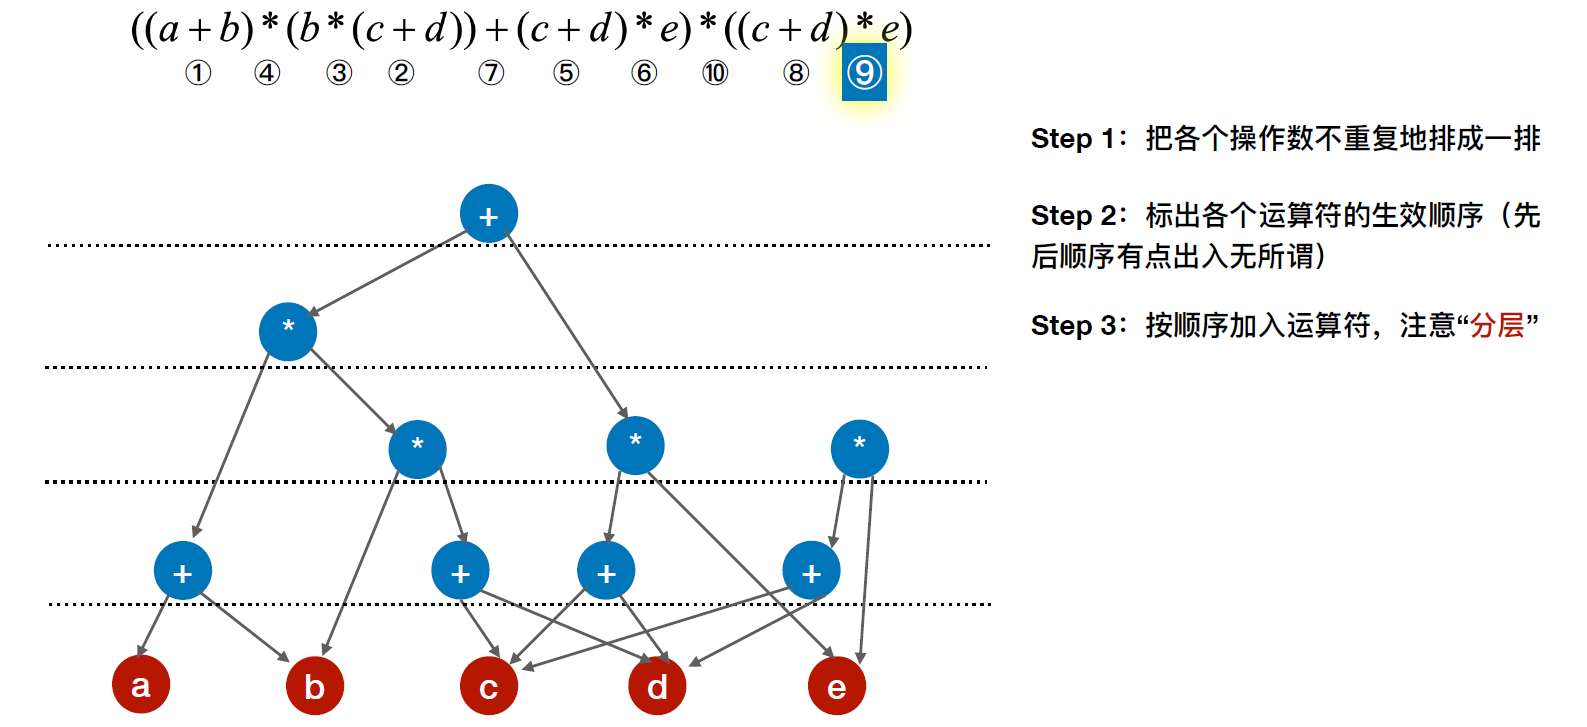 ((a + b) * (b * (c + d)) + (c + d) * e) * ((c + d) * e)
① ④ ③ ② ⑦ ⑤ ⑥ ⑩ ⑧ ⑨
Step 1：把各个操作数不重复地排成一排
Step 2：标出各个运算符的生效顺序（先
后顺序有点出入无所谓）
Step 3：按顺序加入运算符，注意“分层”
+
*
* * *
+ + + +
a b c d e